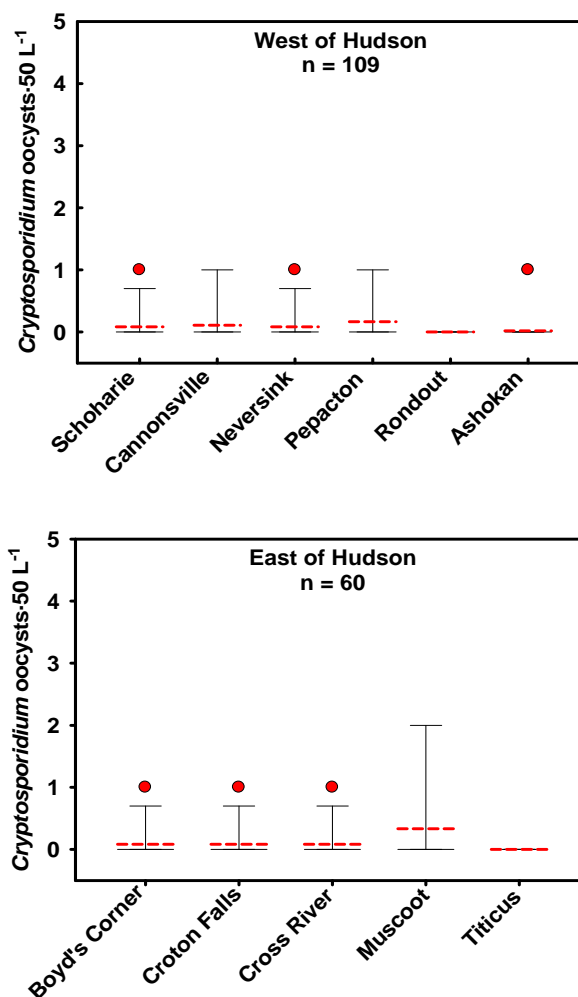 West of Hudson
n = 109
Cryptosporidium oocysts·50 L⁻¹
5
4
3
2
1
0
Schoharie
Cannonsville
Neversink
Pepacton
Rondout
Ashokan
East of Hudson
n = 60
Cryptosporidium oocysts·50 L⁻¹
5
4
3
2
1
0
Boyd's Corner
Croton Falls
Cross River
Muscoot
Titicus